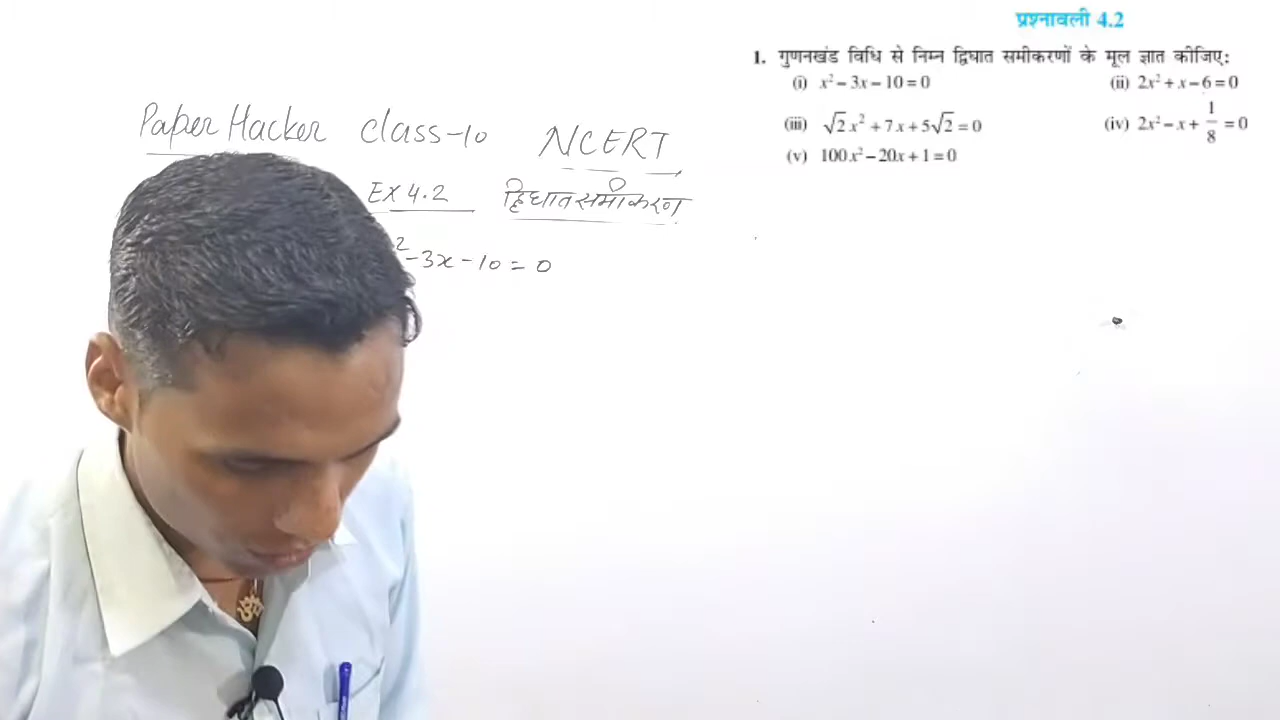 Paper Hacker class-10 NCERT
Ex 4.2 द्विघात समीकरण
²-3x-10=0
प्रश्नावली 4.2
1. गुणनखंड विधि से निम्न द्विघात समीकरणों के मूल ज्ञात कीजिए:
(i) x² – 3x – 10 = 0 (ii) 2x² + x – 6 = 0
(iii) √2 x² + 7x + 5√2 = 0 (iv) 2x² – x + 1/8 = 0
(v) 100x² – 20x + 1 = 0